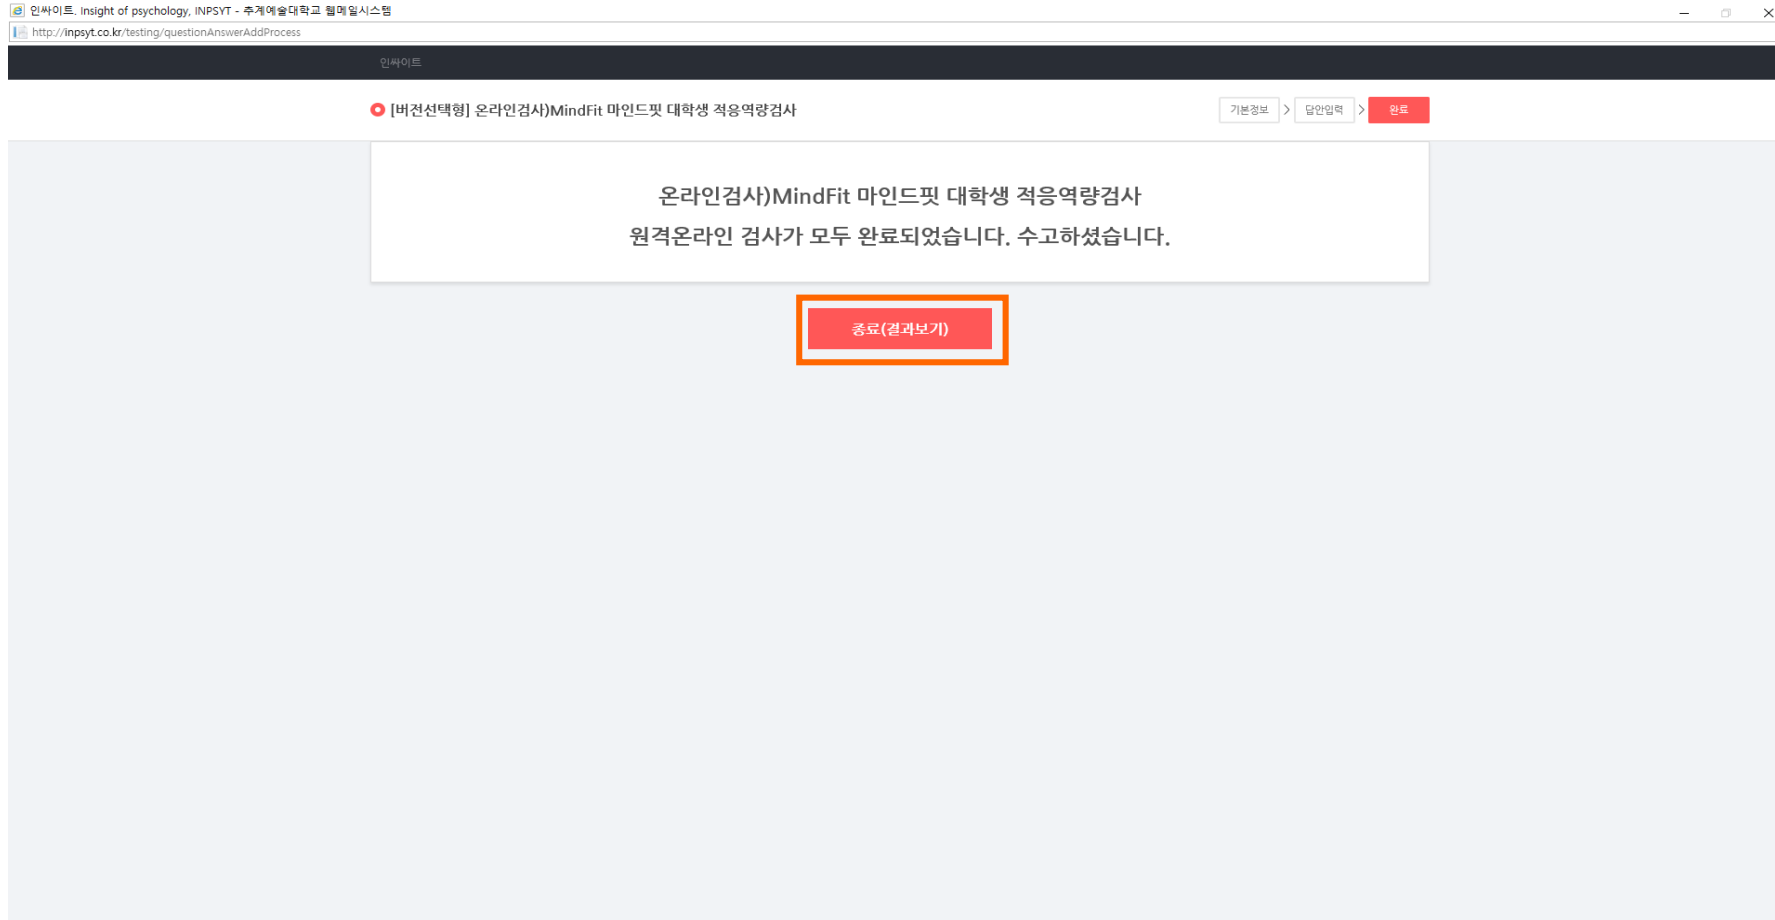 인싸이트. Insight of psychology, INPSYT - 추계예술대학교 웹메일시스템
http://inpsyt.co.kr/testing/questionAnswerAddProcess
인싸이트
[버전선택형] 온라인검사)MindFit 마인드핏 대학생 적응역량검사
기본정보 > 답안입력 > 완료
온라인검사)MindFit 마인드핏 대학생 적응역량검사
원격온라인 검사가 모두 완료되었습니다. 수고하셨습니다.
종료(결과보기)